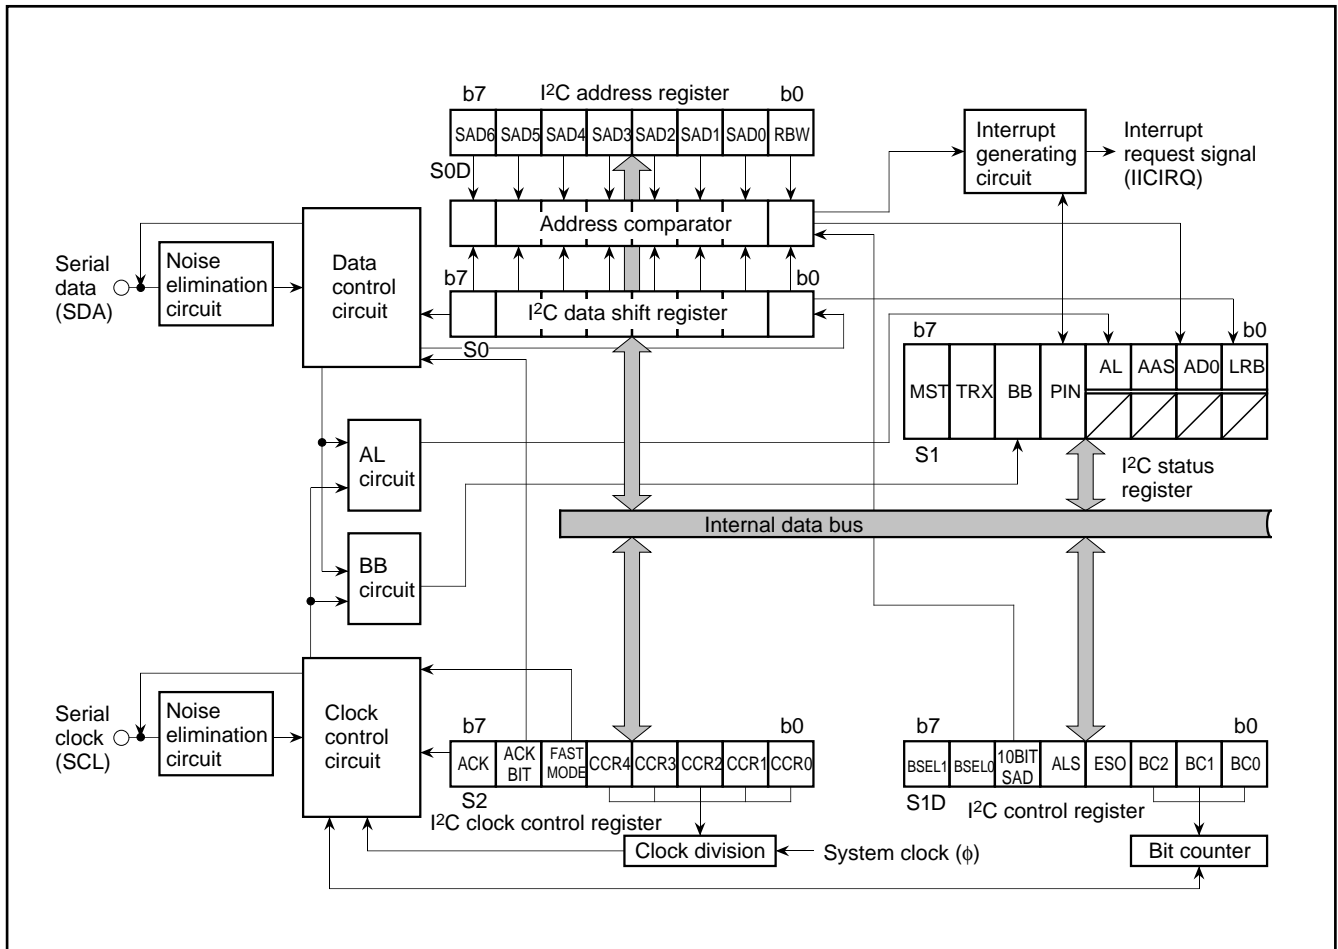 b7 I²C address register b0
SAD6 SAD5 SAD4 SAD3 SAD2 SAD1 SAD0 RBW
S0D
Interrupt
generating
circuit
Interrupt
request signal
(IICIRQ)
Address comparator
Serial
data
(SDA)
Noise
elimination
circuit
Data
control
circuit
b7 b0
I²C data shift register
S0
b7 b0
MST TRX BB PIN AL AAS AD0 LRB
S1
I²C status
register
AL
circuit
Internal data bus
BB
circuit
Serial
clock
(SCL)
Noise
elimination
circuit
Clock
control
circuit
b7 b0
ACK ACK BIT FAST MODE CCR4 CCR3 CCR2 CCR1 CCR0
S2
I²C clock control register
b7 b0
BSEL1 BSEL0 10BIT SAD ALS ESO BC2 BC1 BC0
S1D
I²C control register
Clock division
System clock (ϕ)
Bit counter